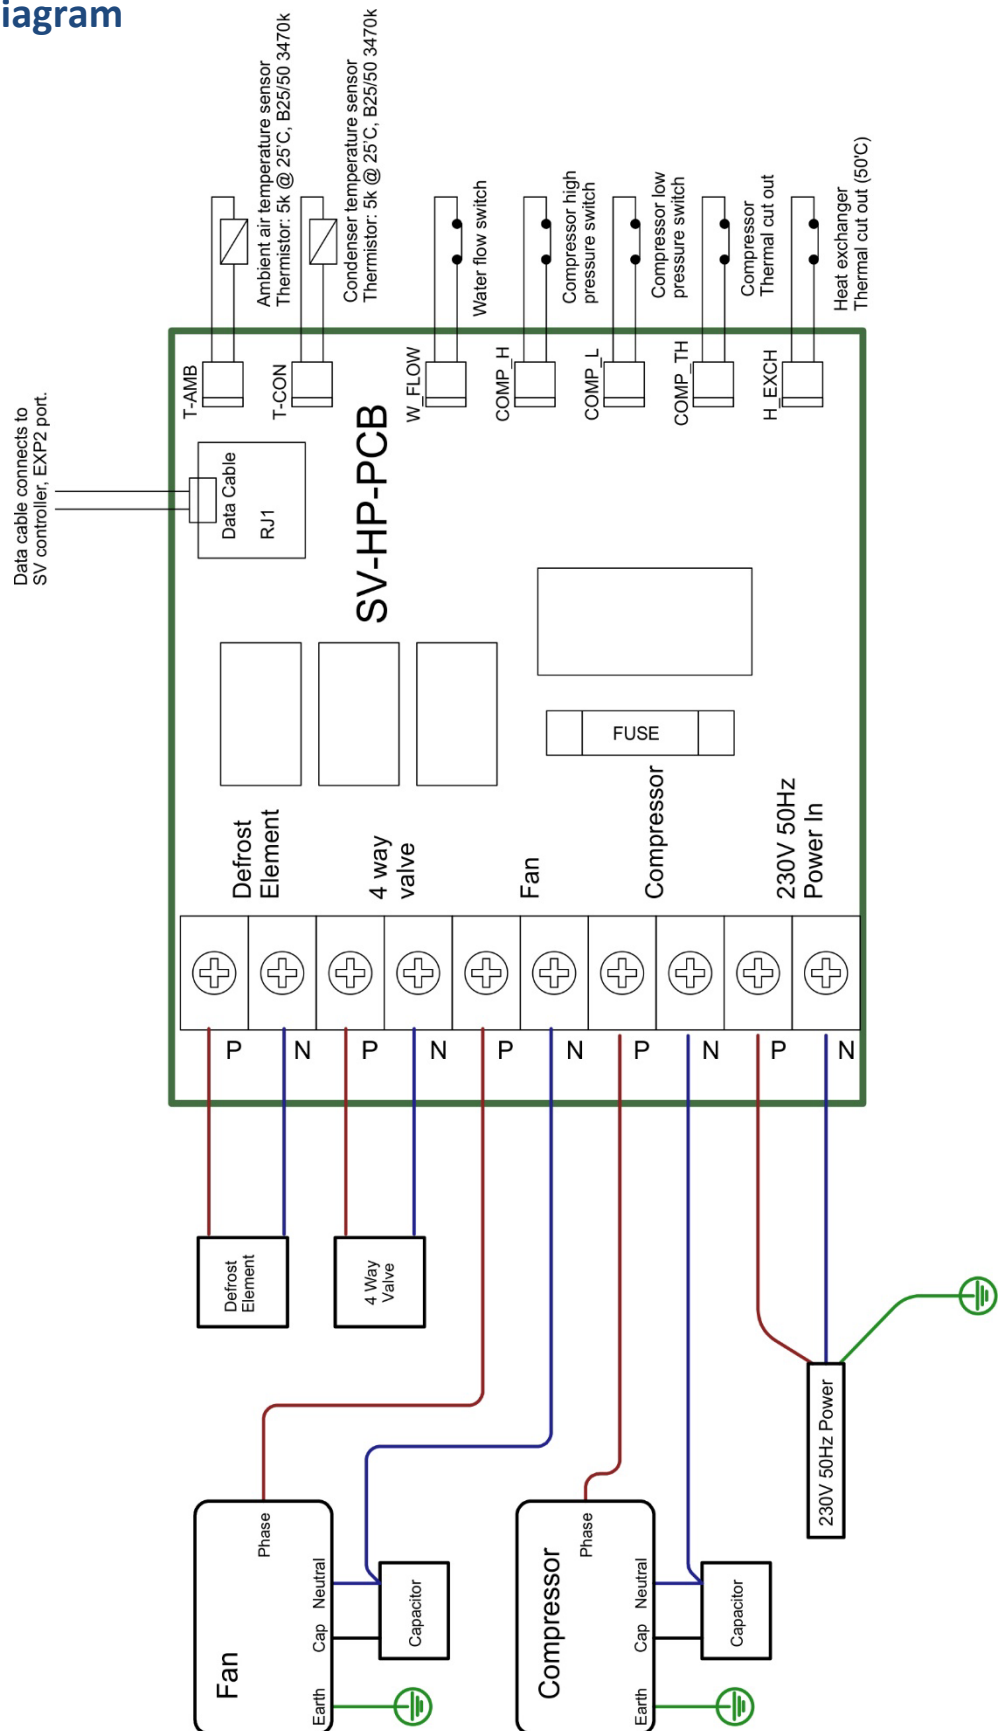 iagram
Data cable connects to
SV controller, EXP2 port.
Ambient air temperature sensor
Thermistor: 5k @ 25'C, B25/50 3470k
Condenser temperature sensor
Thermistor: 5k @ 25'C, B25/50 3470k
Water flow switch
Compressor high
pressure switch
Compressor low
pressure switch
Compressor
Thermal cut out
Heat exchanger
Thermal cut out (50'C)
T-AMB
T-CON
W_FLOW
COMP_H
COMP_L
COMP_TH
H_EXCH
Data Cable
RJ1
SV-HP-PCB
FUSE
Defrost
Element
4 way
valve
Fan
Compressor
230V 50Hz
Power In
P
N
P
N
P
N
P
N
P
N
Defrost
Element
4 Way
Valve
Fan
Phase
Neutral
Cap
Earth
Capacitor
Compressor
Phase
Neutral
Cap
Earth
Capacitor
230V 50Hz Power